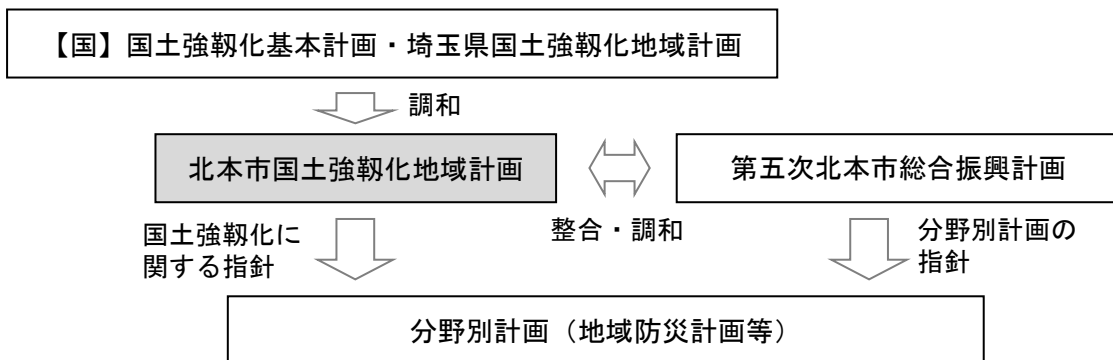 【国】国土強靱化基本計画・埼玉県国土強靱化地域計画
調和
北本市国土強靱化地域計画
第五次北本市総合振興計画
整合・調和
国土強靱化に
関する指針
分野別計画の
指針
分野別計画（地域防災計画等）